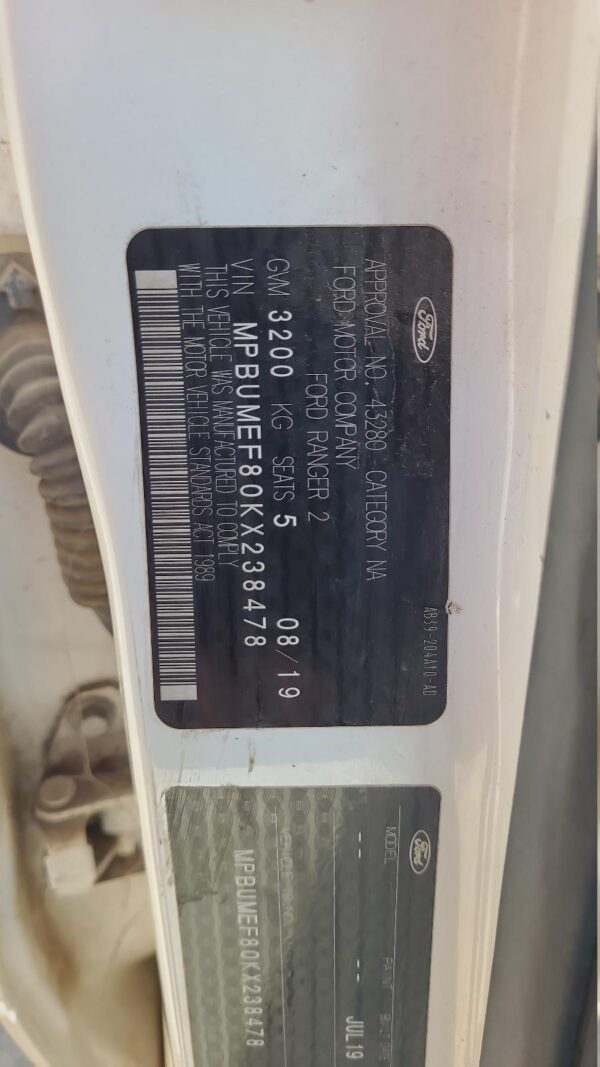 Ford
AB39-204A10-AD
APPROVAL NO. 43280 CATEGORY NA
FORD MOTOR COMPANY
FORD RANGER 2
GVM 3200 KG SEATS 5 08/19
VIN MPBUMEF80KX238478
THIS VEHICLE WAS MANUFACTURED TO COMPLY
WITH THE MOTOR VEHICLE STANDARDS ACT 1989
Ford
MODEL PAINT
-- -- JUL19
VEHICLE
MPBUMEF80KX238478